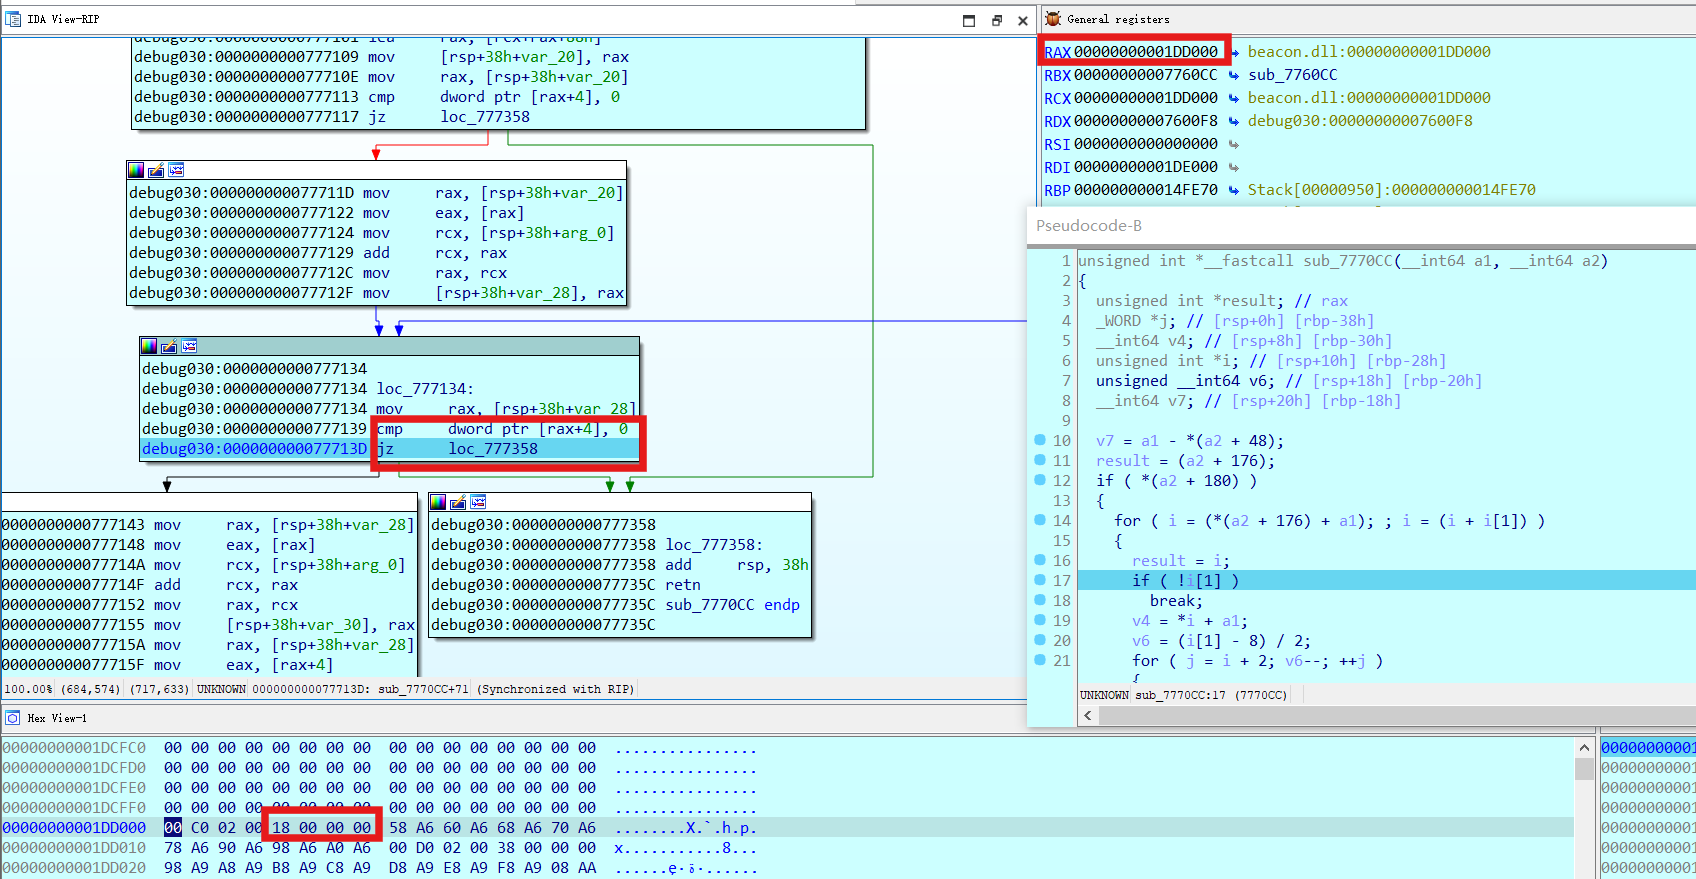 IDA View-RIP
debug030:0000000000777109 mov [rsp+38h+var_20], rax
debug030:000000000077710E mov rax, [rsp+38h+var_20]
debug030:0000000000777113 cmp dword ptr [rax+4], 0
debug030:0000000000777117 jz loc_777358
debug030:000000000077711D mov rax, [rsp+38h+var_20]
debug030:0000000000777122 mov eax, [rax]
debug030:0000000000777124 mov rcx, [rsp+38h+arg_0]
debug030:0000000000777129 add rcx, rax
debug030:000000000077712C mov rax, rcx
debug030:000000000077712F mov [rsp+38h+var_28], rax
debug030:0000000000777134
debug030:0000000000777134 loc_777134:
debug030:0000000000777134 mov rax, [rsp+38h+var_28]
debug030:0000000000777139 cmp dword ptr [rax+4], 0
debug030:000000000077713D jz loc_777358
0000000000777143 mov rax, [rsp+38h+var_28]
0000000000777148 mov eax, [rax]
000000000077714A mov rcx, [rsp+38h+arg_0]
000000000077714F add rcx, rax
0000000000777152 mov rax, rcx
0000000000777155 mov [rsp+38h+var_30], rax
000000000077715A mov rax, [rsp+38h+var_28]
000000000077715F mov eax, [rax+4]
debug030:0000000000777358
debug030:0000000000777358 loc_777358:
debug030:0000000000777358 add rsp, 38h
debug030:000000000077735C retn
debug030:000000000077735C sub_7770CC endp
debug030:000000000077735C
100.00% (684,574) (717,633) UNKNOWN 000000000077713D: sub_7770CC+71 (Synchronized with RIP)
General registers
RAX 00000000001DD000 beacon.dll:00000000001DD000
RBX 00000000007760CC sub_7760CC
RCX 00000000001DD000 beacon.dll:00000000001DD000
RDX 00000000007600F8 debug030:00000000007600F8
RSI 0000000000000000
RDI 00000000001DE000
RBP 000000000014FE70 Stack[00000950]:000000000014FE70
Pseudocode-B
1 unsigned int *__fastcall sub_7770CC(__int64 a1, __int64 a2)
2 {
3 unsigned int *result; // rax
4 _WORD *j; // [rsp+0h] [rbp-38h]
5 __int64 v4; // [rsp+8h] [rbp-30h]
6 unsigned int *i; // [rsp+10h] [rbp-28h]
7 unsigned __int64 v6; // [rsp+18h] [rbp-20h]
8 __int64 v7; // [rsp+20h] [rbp-18h]
9
10 v7 = a1 - *(a2 + 48);
11 result = (a2 + 176);
12 if ( *(a2 + 180) )
13 {
14 for ( i = (*(a2 + 176) + a1); ; i = (i + i[1]) )
15 {
16 result = i;
17 if ( !i[1] )
18 break;
19 v4 = *i + a1;
20 v6 = (i[1] - 8) / 2;
21 for ( j = i + 2; v6--; ++j )
UNKNOWN sub_7770CC:17 (7770CC)
Hex View-1
00000000001DCFC0 00 00 00 00 00 00 00 00 00 00 00 00 00 00 00 00 ................
00000000001DCFD0 00 00 00 00 00 00 00 00 00 00 00 00 00 00 00 00 ................
00000000001DCFE0 00 00 00 00 00 00 00 00 00 00 00 00 00 00 00 00 ................
00000000001DCFF0 00 00 00 00 00 00 00 00 00 00 00 00 00 00 00 00 ................
00000000001DD000 00 C0 02 00 18 00 00 00 58 A6 60 A6 68 A6 70 A6 ........X.`.h.p.
00000000001DD010 78 A6 90 A6 98 A6 A0 A6 00 D0 02 00 38 00 00 00 x...........8...
00000000001DD020 98 A9 A8 A9 B8 A9 C8 A9 D8 A9 E8 A9 F8 A9 08 AA